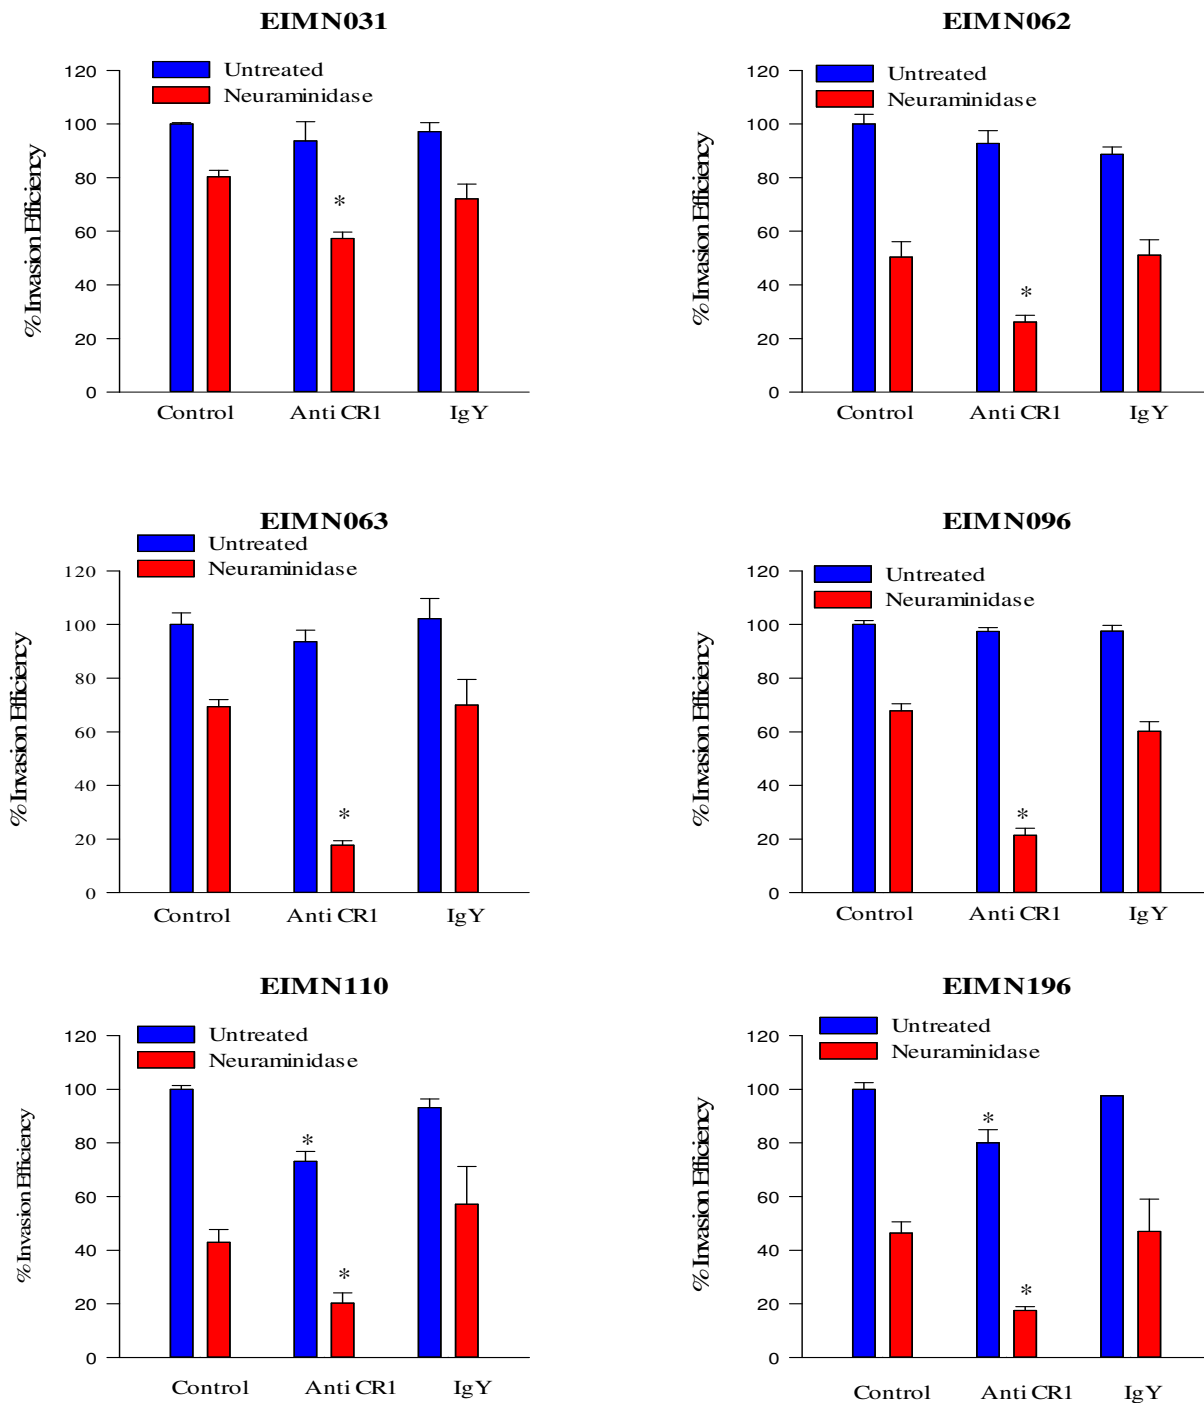 EIMN031
Untreated
Neuraminidase
120
100
80
60
40
20
0
% Invasion Efficiency
Control Anti CR1 IgY
EIMN062
Untreated
Neuraminidase
120
100
80
60
40
20
0
% Invasion Efficiency
*
*
Control Anti CR1 IgY
EIMN063
Untreated
Neuraminidase
120
100
80
60
40
20
0
% Invasion Efficiency
*
Control Anti CR1 IgY
EIMN096
Untreated
Neuraminidase
120
100
80
60
40
20
0
% Invasion Efficiency
*
Control Anti CR1 IgY
EIMN110
Untreated
Neuraminidase
120
100
80
60
40
20
0
% Invasion Efficiency
*
*
Control Anti CR1 IgY
EIMN196
Untreated
Neuraminidase
120
100
80
60
40
20
0
% Invasion Efficiency
*
*
Control Anti CR1 IgY